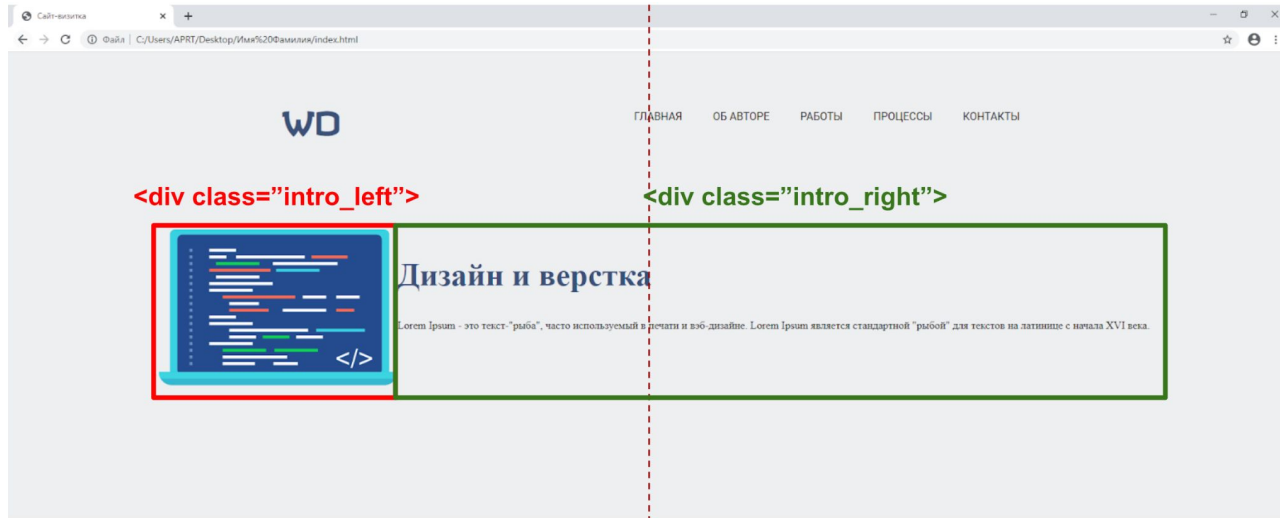 Сайт-визитка
Файл | C:/Users/APRT/Desktop/Имя%20Фамилия/index.html
WD
ГЛАВНАЯ ОБ АВТОРЕ РАБОТЫ ПРОЦЕССЫ КОНТАКТЫ
<div class=”intro_left”> <div class=”intro_right”>
Дизайн и верстка
Lorem Ipsum - это текст-"рыба", часто используемый в печати и вэб-дизайне. Lorem Ipsum является стандартной "рыбой" для текстов на латинице с начала XVI века.
</>